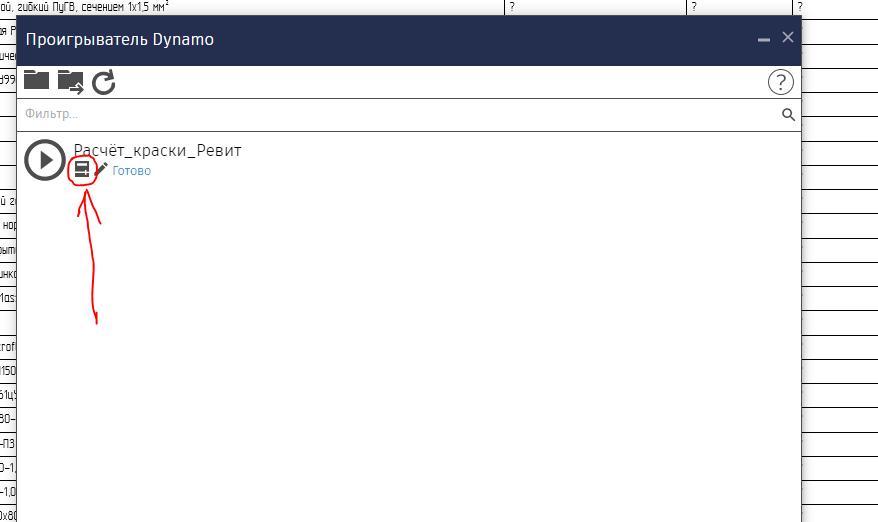 ой, гибкий ПуГВ, сечением 1х1,5 мм² ? ? ?
Проигрыватель Dynamo
?
Фильтр...
Расчёт_краски_Ревит
Готово